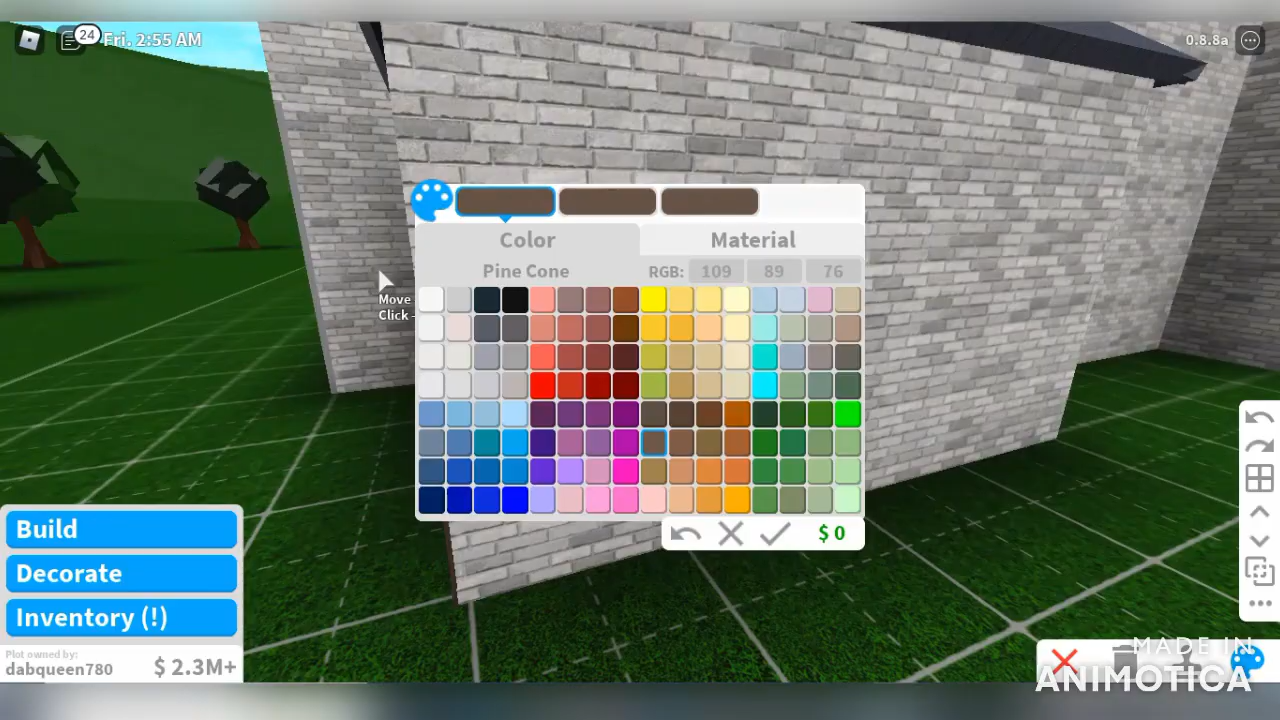 24
Fri. 2:55 AM
0.8.8a
Color
Material
Pine Cone
RGB: 109 89 76
Move
Click -
$ 0
Build
Decorate
Inventory (!)
Plot owned by:
dabqueen780
$ 2.3M+
MADE IN
ANIMOTICA